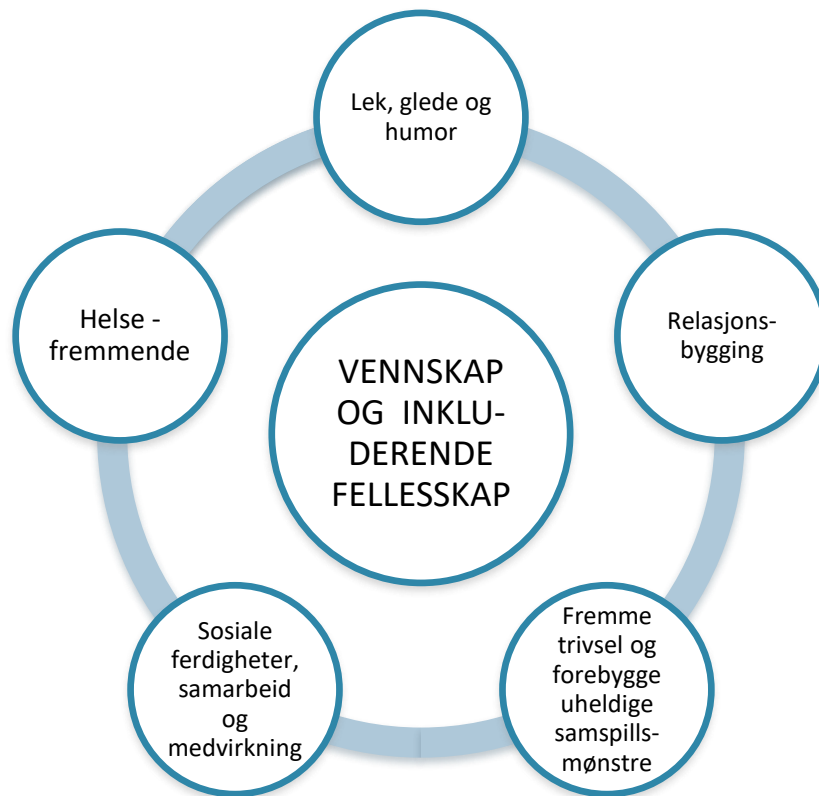 Lek, glede og
humor
Helse -
fremmende
Relasjons-
bygging
VENNSKAP
OG INKLU-
DERENDE
FELLESSKAP
Sosiale
ferdigheter,
samarbeid
og
medvirkning
Fremme
trivsel og
forebygge
uheldige
samspills-
mønstre